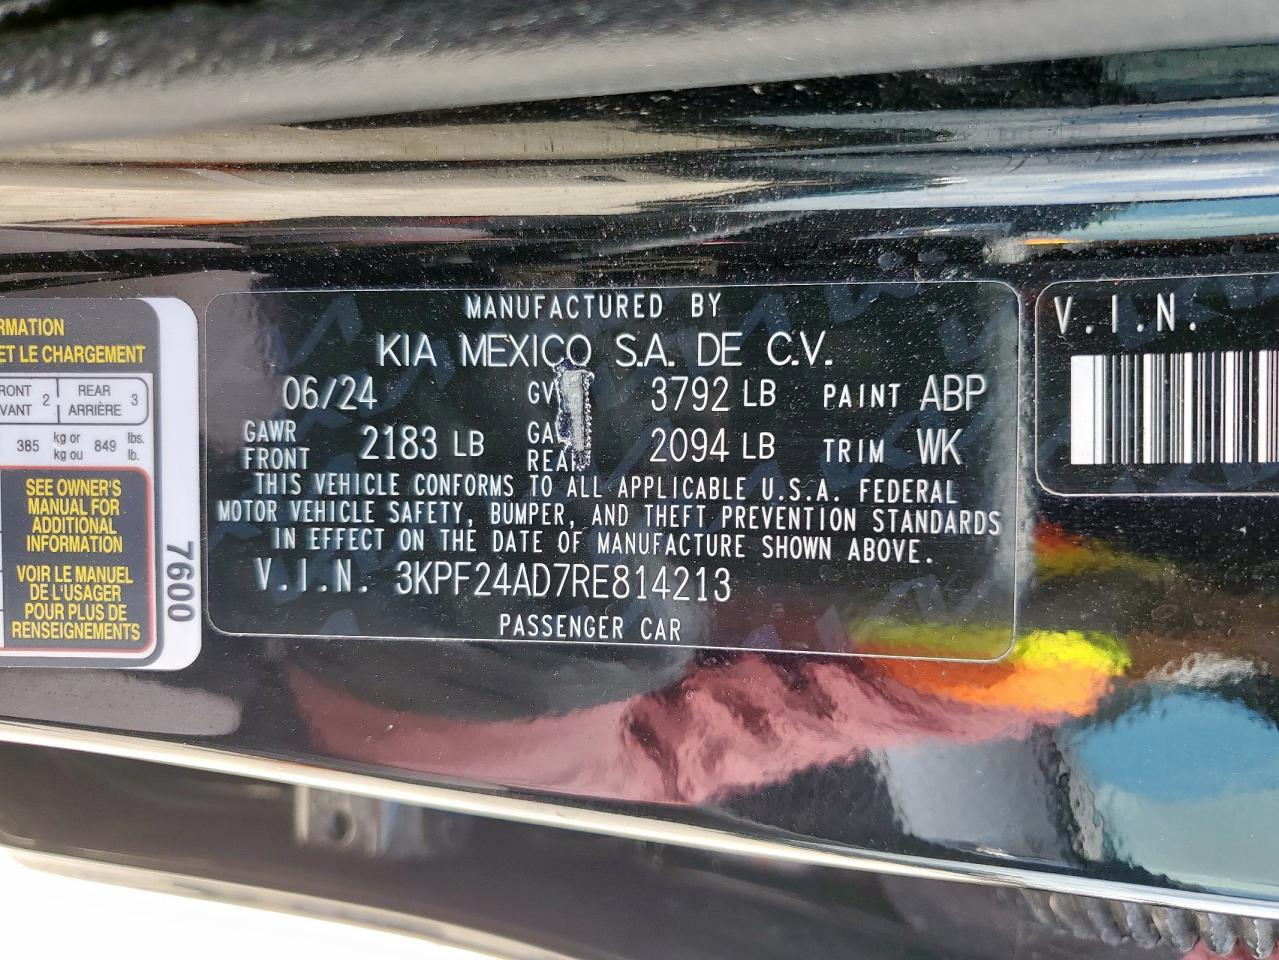 RMATION
ET LE CHARGEMENT
RONT
VANT 2
REAR
ARRIÈRE 3
385 kg or 849 lbs.
kg ou lb.
SEE OWNER'S
MANUAL FOR
ADDITIONAL
INFORMATION
VOIR LE MANUEL
DE L'USAGER
POUR PLUS DE
RENSEIGNEMENTS
7600
MANUFACTURED BY
KIA MEXICO S.A. DE C.V.
06/24 GV 3792 LB PAINT ABP
GAWR
FRONT 2183 LB GA
REAR 2094 LB TRIM WK
THIS VEHICLE CONFORMS TO ALL APPLICABLE U.S.A. FEDERAL
MOTOR VEHICLE SAFETY, BUMPER, AND THEFT PREVENTION STANDARDS
IN EFFECT ON THE DATE OF MANUFACTURE SHOWN ABOVE.
V.I.N. 3KPF24AD7RE814213
PASSENGER CAR
V.I.N.